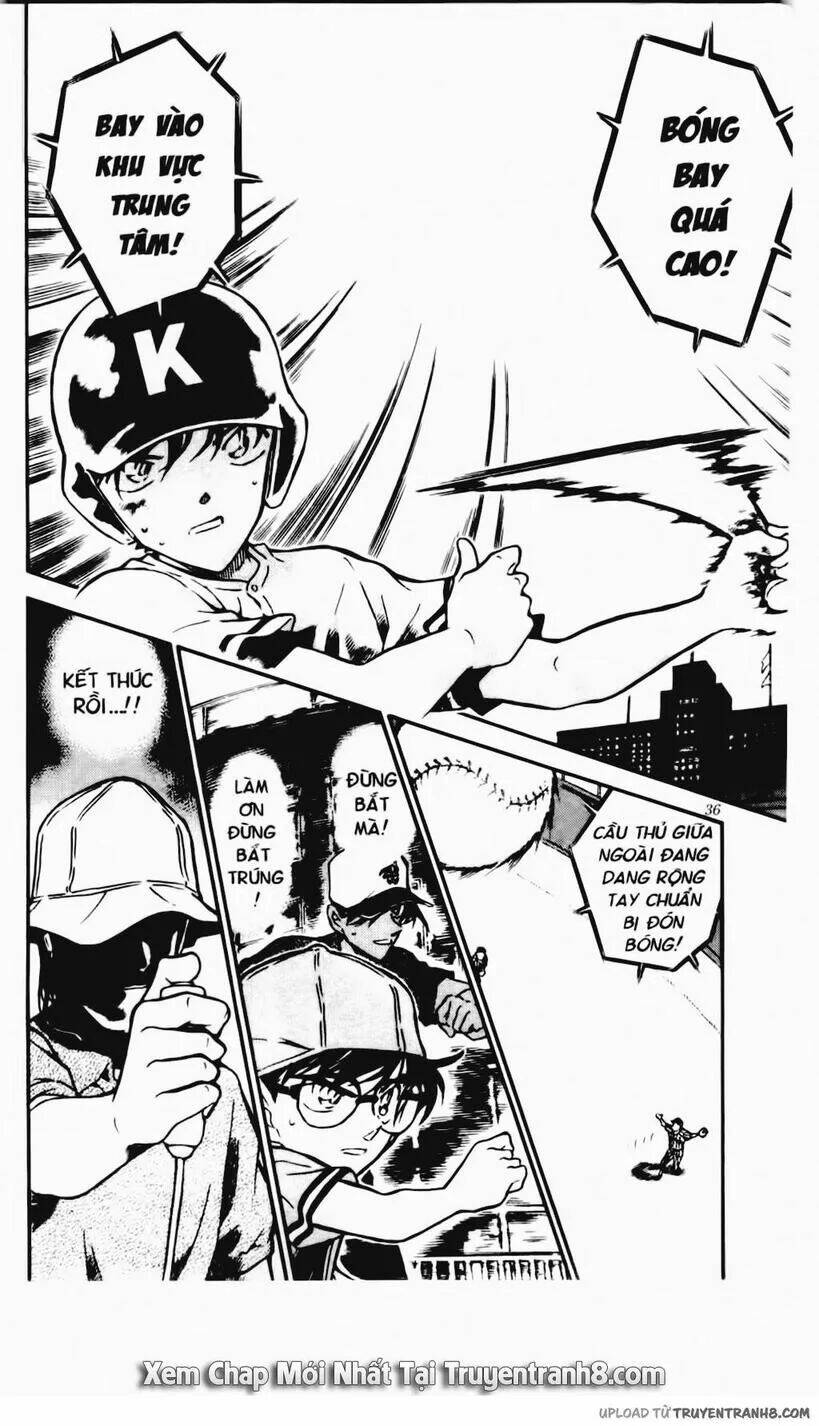 BÓNG
BAY
QUÁ
CAO!
BAY VÀO
KHU VỰC
TRUNG
TÂM!
K
36
CẦU THỦ GIỮA
NGOÀI ĐANG
DANG RỘNG
TAY CHUẨN
BỊ ĐÓN
BÓNG!
ĐỪNG
BẮT
MÀ!
LÀM
ƠN
ĐỪNG
BẮT
TRÚNG
!
KẾT THÚC
RỒI...!!
Xem Chap Mới Nhất Tại Truyentranh8.com
UPLOAD TỪ TRUYENTRANH8.COM